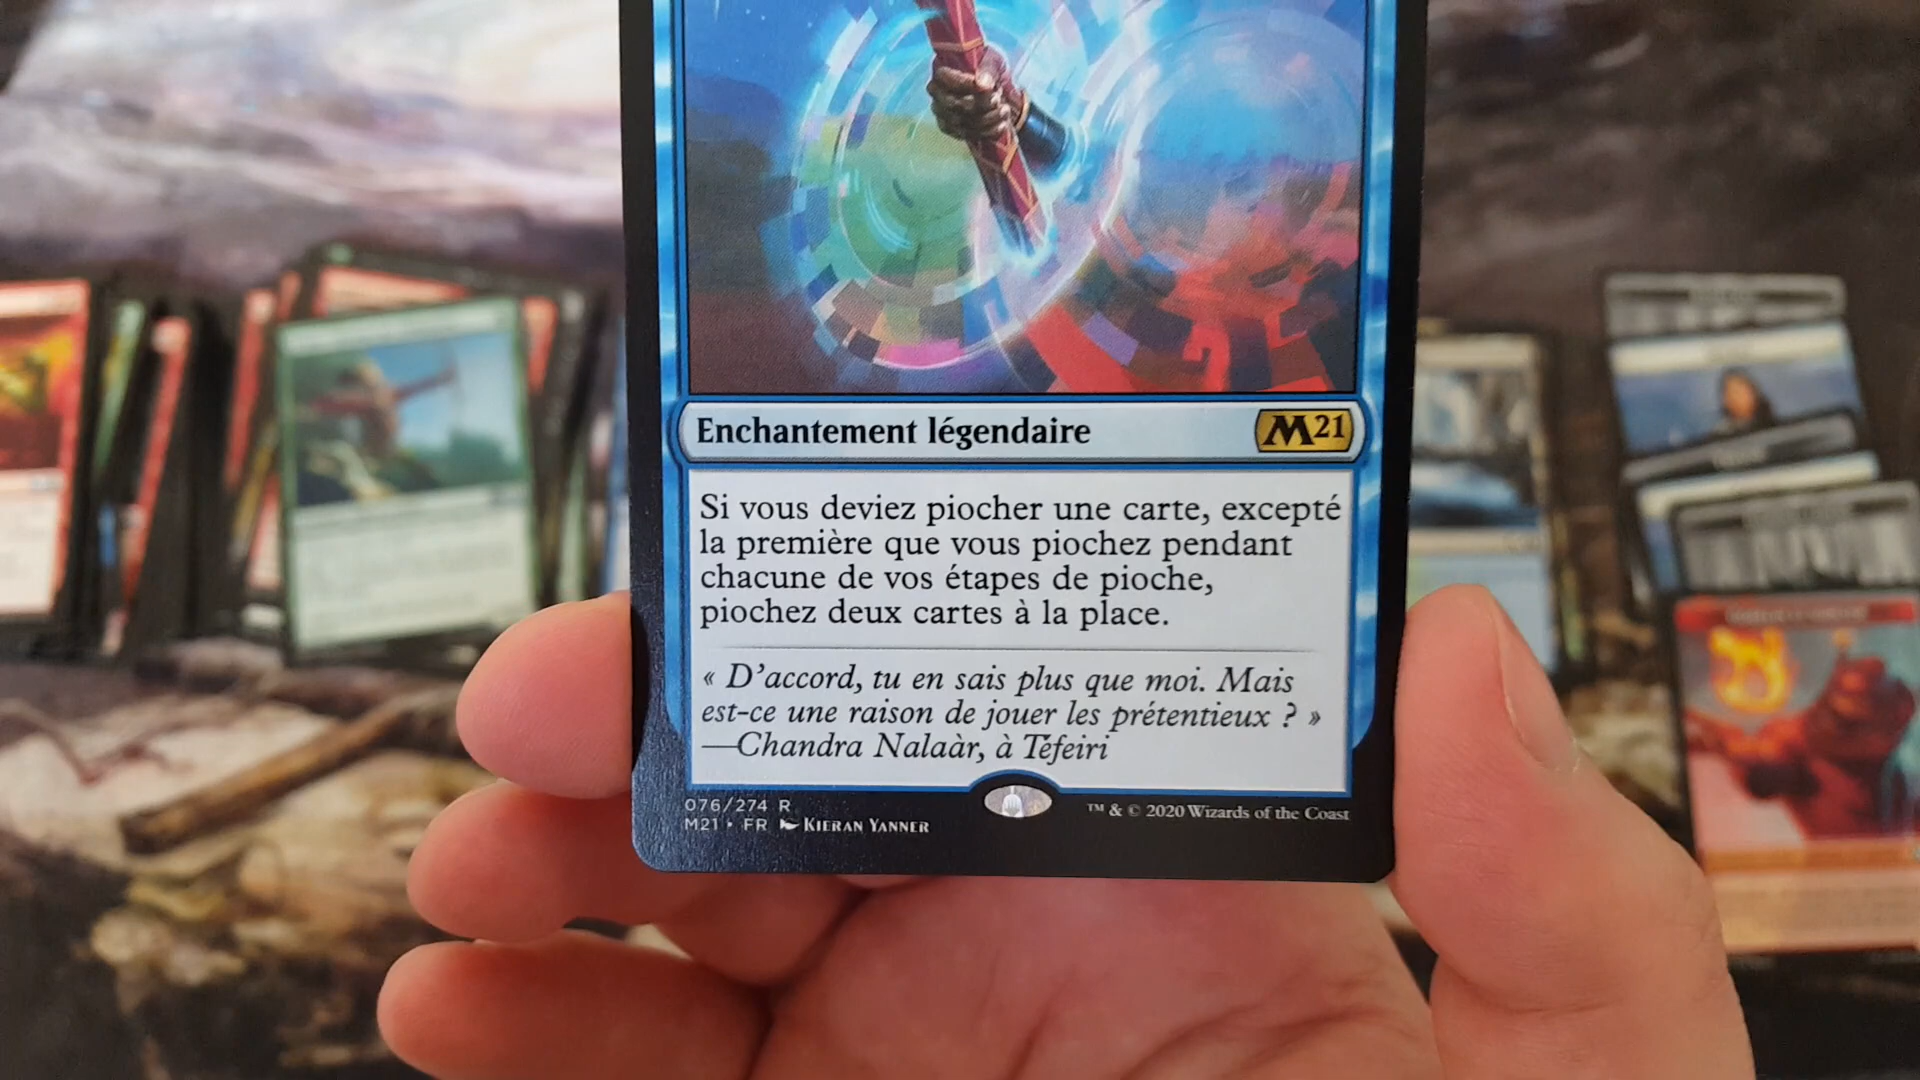 Enchantement légendaire
M21
Si vous deviez piocher une carte, excepté
la première que vous piochez pendant
chacune de vos étapes de pioche,
piochez deux cartes à la place.
« D'accord, tu en sais plus que moi. Mais
est-ce une raison de jouer les prétentieux ? »
—Chandra Nalaàr, à Téfeiri
076/274 R
M21 • FR KIERAN YANNER
™ & © 2020 Wizards of the Coast